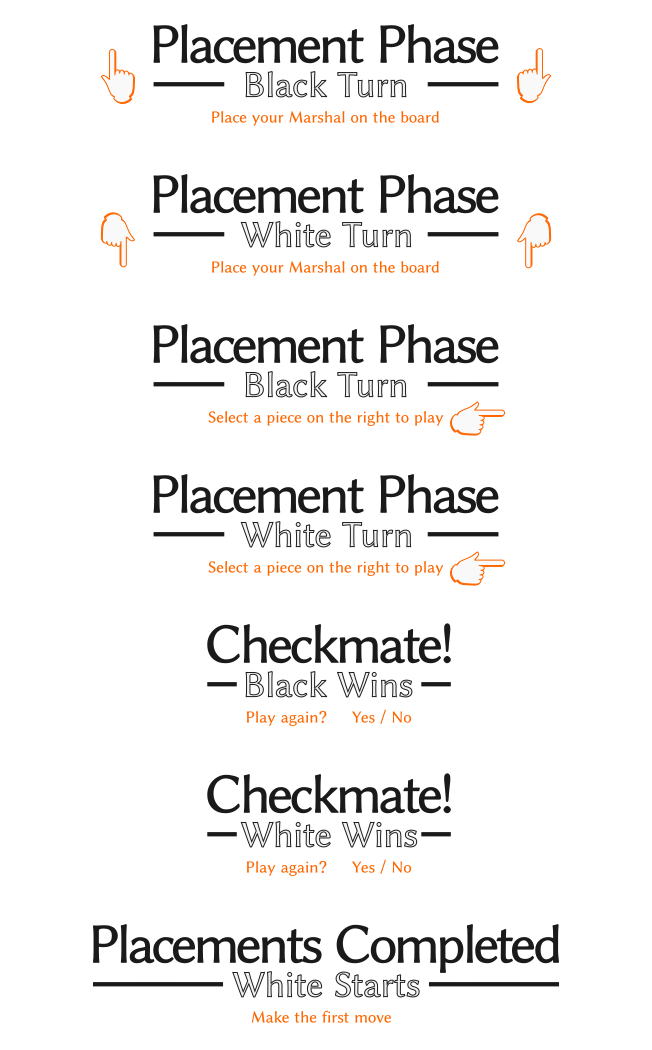 Placement Phase
Black Turn
Place your Marshal on the board
Placement Phase
White Turn
Place your Marshal on the board
Placement Phase
Black Turn
Select a piece on the right to play
Placement Phase
White Turn
Select a piece on the right to play
Checkmate!
Black Wins
Play again? Yes / No
Checkmate!
White Wins
Play again? Yes / No
Placements Completed
White Starts
Make the first move